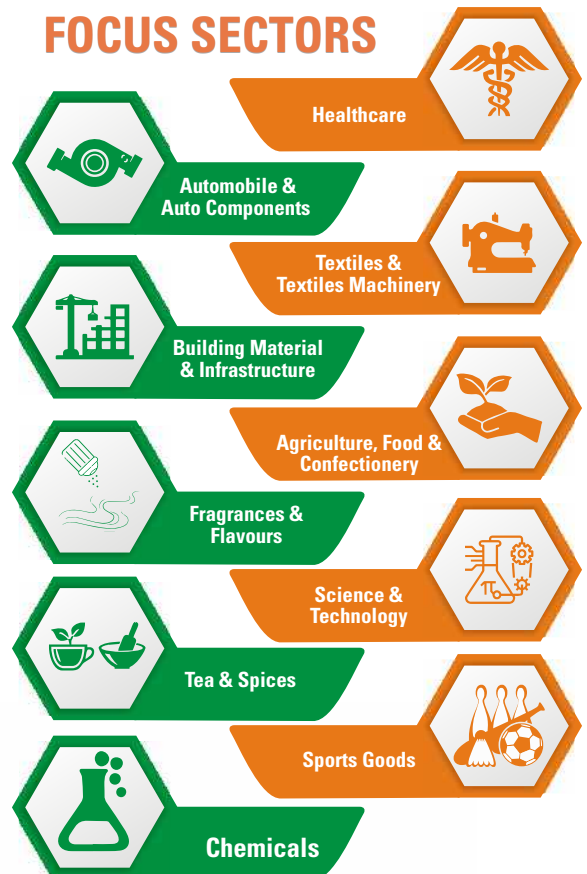 FOCUS SECTORS
Healthcare
Automobile &
Auto Components
Textiles &
Textiles Machinery
Building Material
& Infrastructure
Agriculture, Food &
Confectionery
Fragrances &
Flavours
Science &
Technology
Tea & Spices
Sports Goods
Chemicals
π